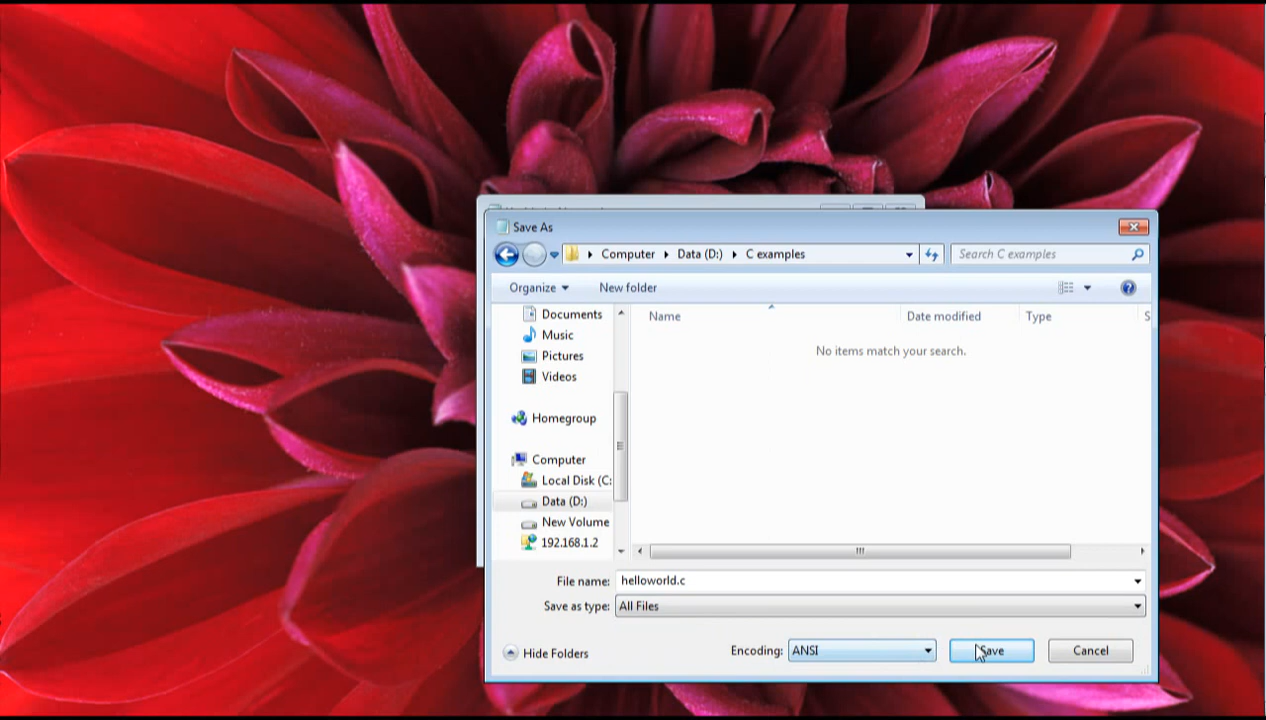 Save As
Computer Data (D:) C examples
Search C examples
Organize
New folder
Documents
Music
Pictures
Videos
Homegroup
Computer
Local Disk (C:
Data (D:)
New Volume
192.168.1.2
Name
Date modified
Type
S
No items match your search.
File name: helloworld.c
Save as type: All Files
Hide Folders
Encoding: ANSI
Save
Cancel